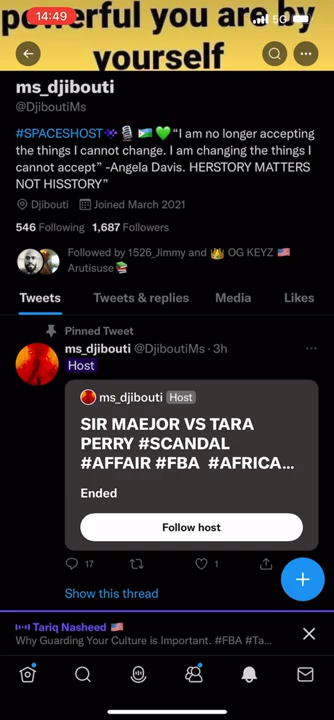 powerful you are by
14:49
5G
yourself
ms_djibouti
@DjiboutiMs
#SPACESHOST👾🎙🇩🇯💚“I am no longer accepting
the things I cannot change. I am changing the things I
cannot accept” -Angela Davis. HERSTORY MATTERS
NOT HISSTORY”
Djibouti Joined March 2021
546 Following 1,687 Followers
Followed by 1526_Jimmy and 👑 OG KEYZ 🇺🇸
Arutisuse📚
Tweets Tweets & replies Media Likes
Pinned Tweet
ms_djibouti @DjiboutiMs · 3h
Host
ms_djibouti Host
SIR MAEJOR VS TARA
PERRY #SCANDAL
#AFFAIR #FBA #AFRICA...
Ended
Follow host
17 1
Show this thread
Tariq Nasheed 🇺🇸
Why Guarding Your Culture is Important. #FBA #Ta...